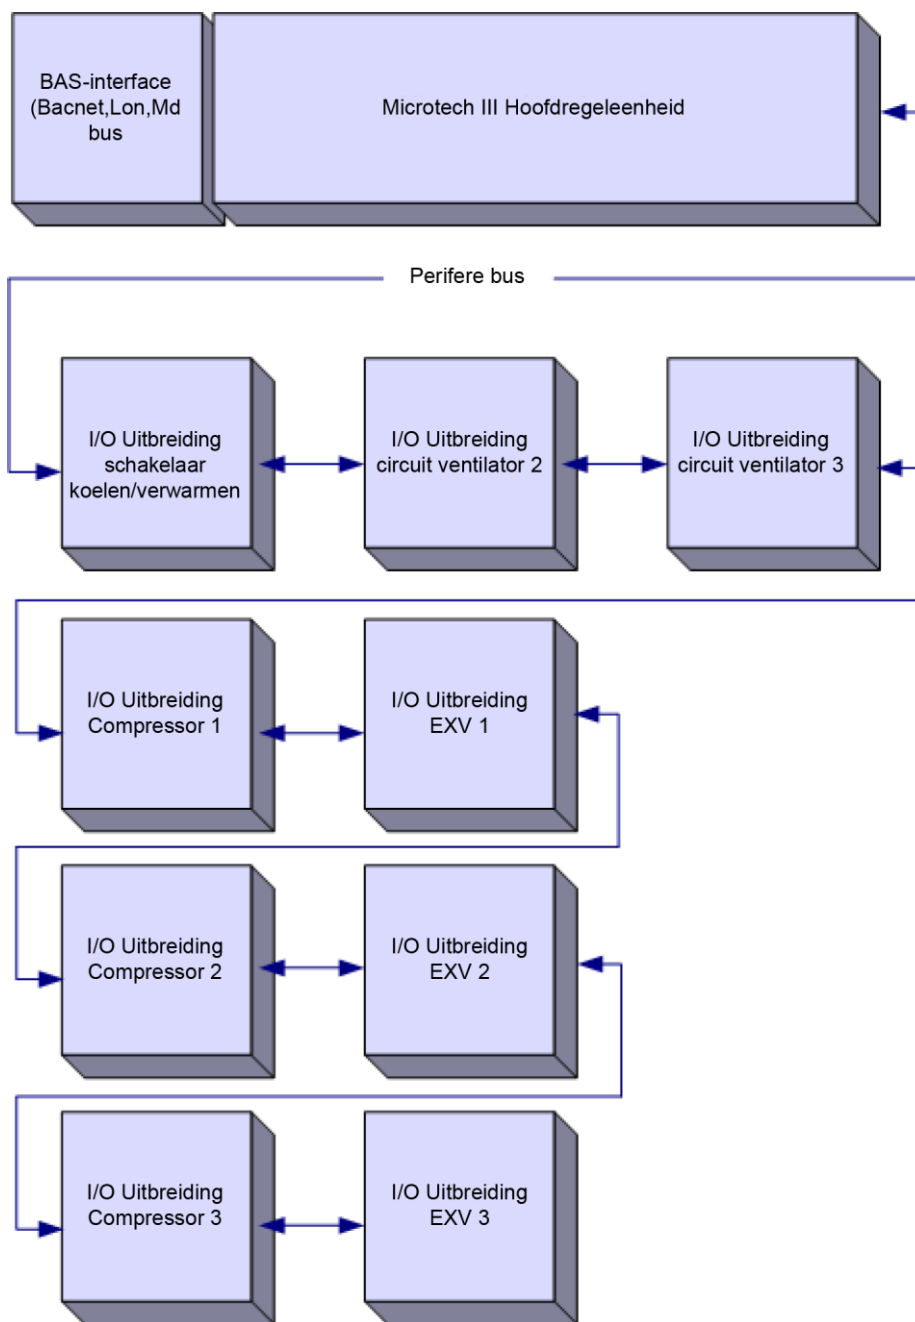 BAS-interface
(Bacnet,Lon,Md
bus
Microtech III Hoofdregeleenheid
Perifere bus
I/O Uitbreiding
schakelaar
koelen/verwarmen
I/O Uitbreiding
circuit ventilator 2
I/O Uitbreiding
circuit ventilator 3
I/O Uitbreiding
Compressor 1
I/O Uitbreiding
EXV 1
I/O Uitbreiding
Compressor 2
I/O Uitbreiding
EXV 2
I/O Uitbreiding
Compressor 3
I/O Uitbreiding
EXV 3